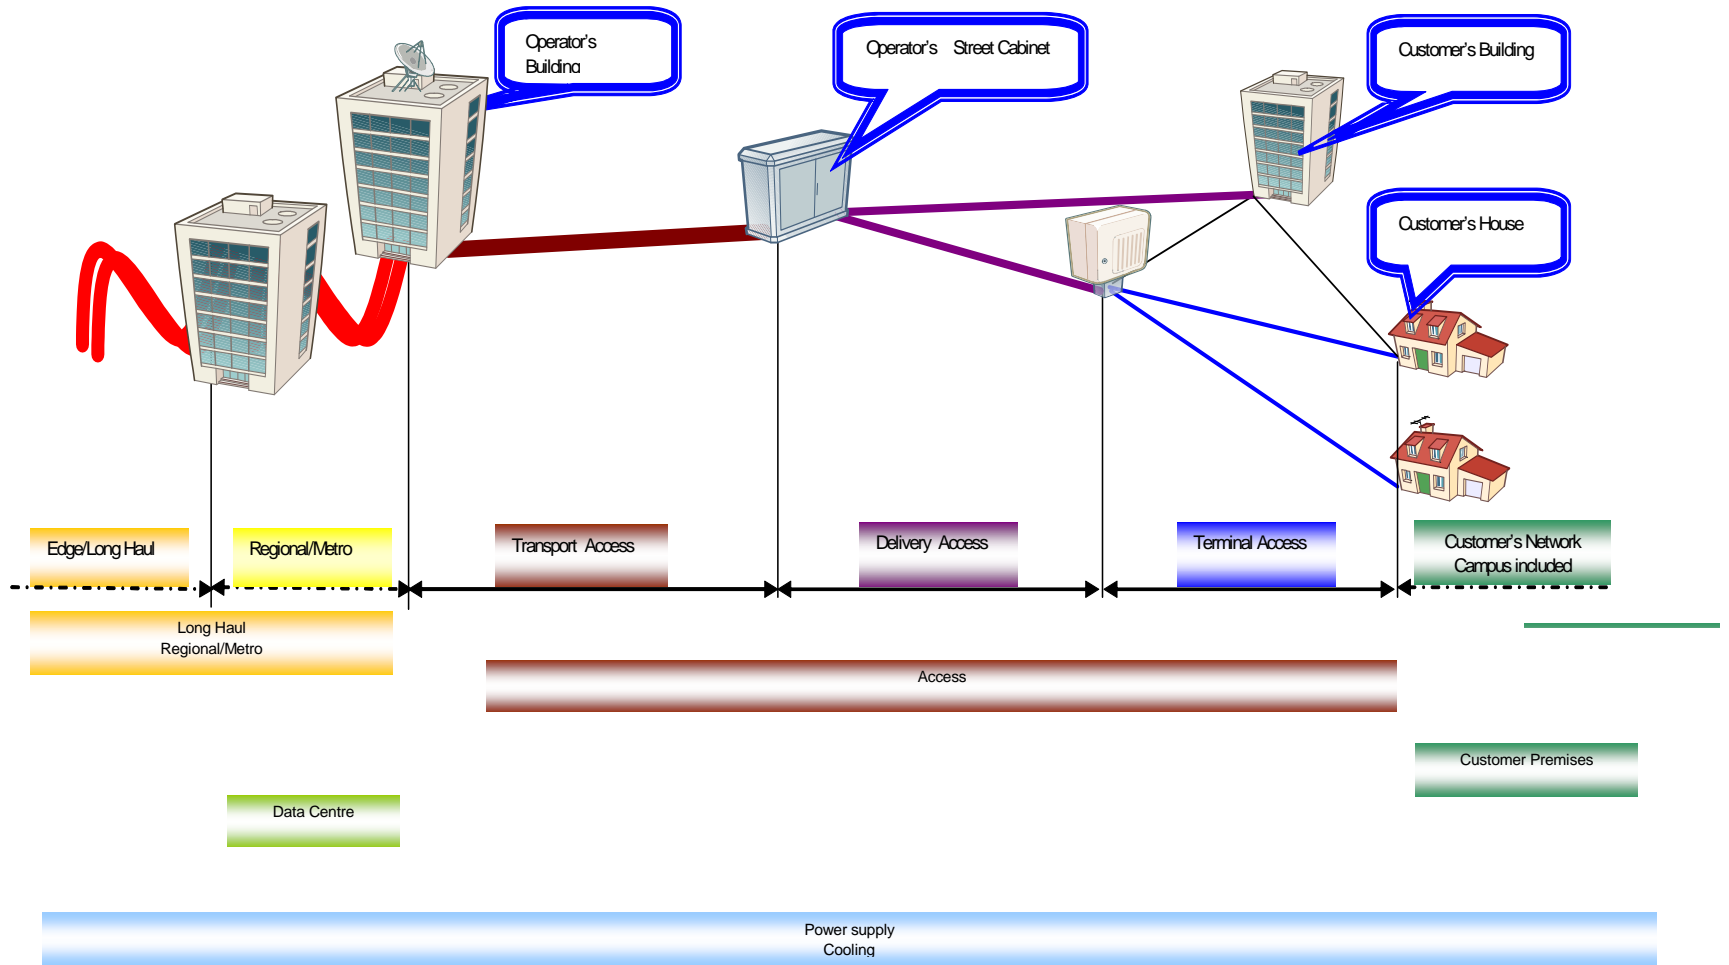 Operator's
Building
Operator's Street Cabinet
Customer's Building
Customer's House
Edge/Long Haul
Regional/Metro
Transport Access
Delivery Access
Terminal Access
Customer's Network
Campus included
Long Haul
Regional/Metro
Access
Customer Premises
Data Centre
Power supply
Cooling